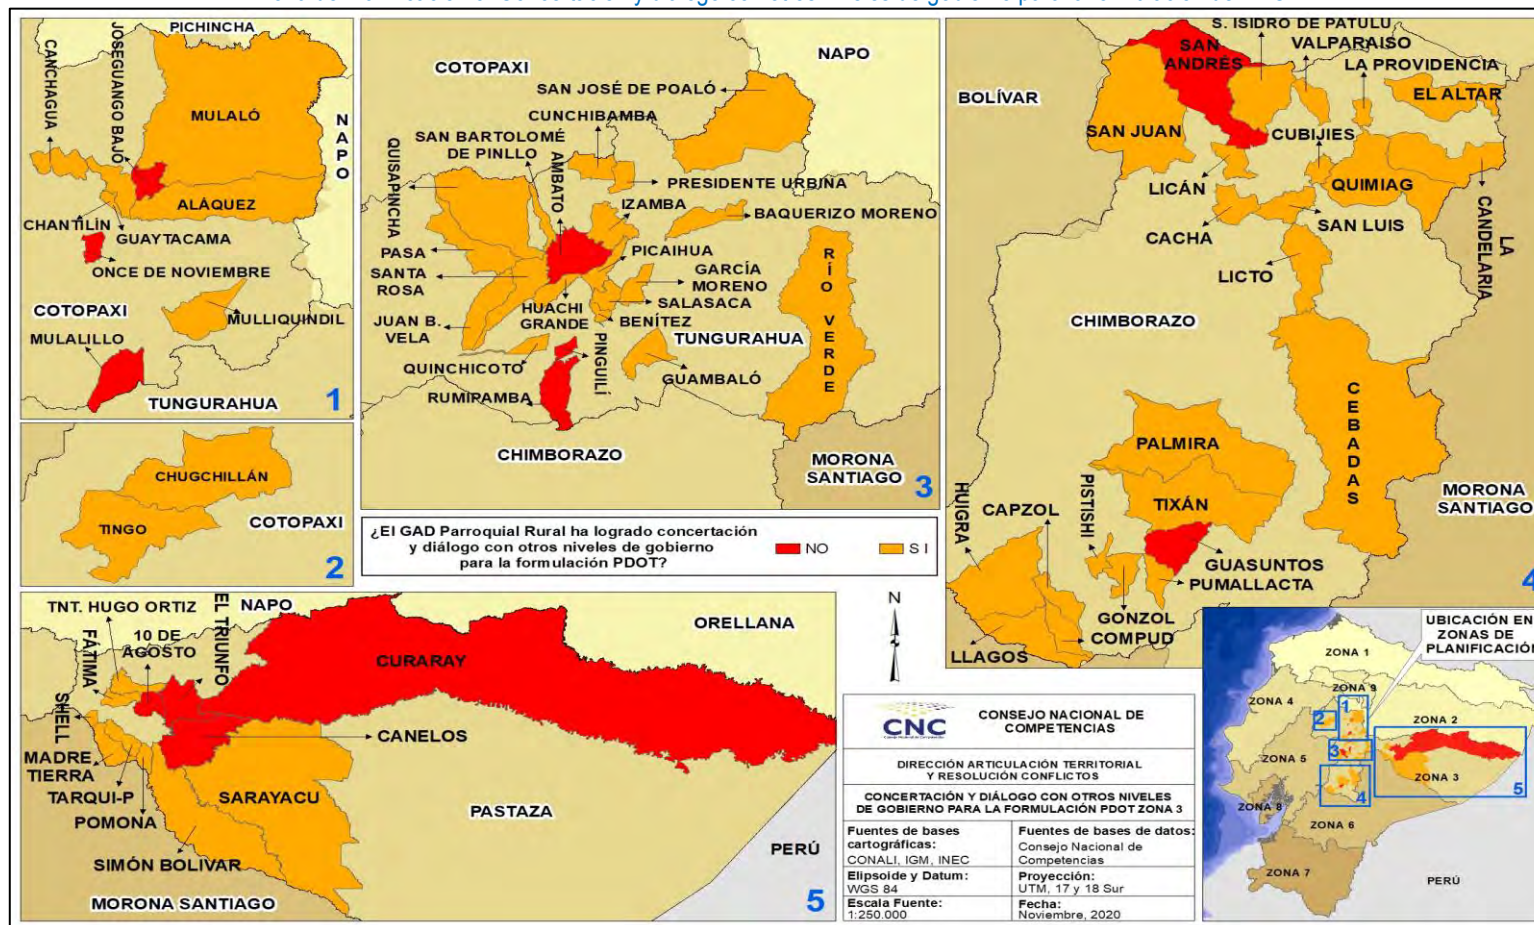 PICHINCHA
CANCHAGUA
JOSEGUANGO BAJO
MULALÓ
NAPO
ALÁQUEZ
CHANTILÍN
GUAYTACAMA
ONCE DE NOVIEMBRE
COTOPAXI
MULLIQUINDIL
MULALILLO
TUNGURAHUA
1
CHUGCHILLÁN
TINGO
COTOPAXI
2
COTOPAXI
NAPO
SAN JOSÉ DE POALÓ
CUNCHIBAMBA
SAN BARTOLOMÉ
DE PINLLO
AMBATO
QUISAPINCHA
PRESIDENTE URBINA
IZAMBA
BAQUERIZO MORENO
PASA
PICAIHUA
SANTA
ROSA
GARCÍA
MORENO
HUACHI
GRANDE
SALASACA
JUAN B.
VELA
BENÍTEZ
TUNGURAHUA
RÍO VERDE
QUINCHICOTO
PINGUILÍ
GUAMBALÓ
RUMIPAMBA
CHIMBORAZO
MORONA
SANTIAGO
3
¿El GAD Parroquial Rural ha logrado concertación
y diálogo con otros niveles de gobierno
para la formulación PDOT?
NO
S I
S. ISIDRO DE PATULU
SAN
ANDRÉS
VALPARAISO
LA PROVIDENCIA
BOLÍVAR
EL ALTAR
SAN JUAN
CUBIJIES
LICÁN
QUIMIAG
SAN LUIS
CACHA
LA CANDELARIA
LICTO
CHIMBORAZO
CEBADAS
PALMIRA
MORONA
SANTIAGO
TIXÁN
HUIGRA
CAPZOL
PISTISHI
GUASUNTOS
PUMALLACTA
GONZOL
COMPUD
LLAGOS
4
TNT. HUGO ORTIZ
EL TRIUNFO
NAPO
ORELLANA
10 DE
AGOSTO
FÁTIMA
CURARAY
SHELL
CANELOS
MADRE
TIERRA
TARQUI-P
SARAYACU
POMONA
PASTAZA
PERÚ
SIMÓN BOLIVAR
MORONA SANTIAGO
5
N
CNC
CONSEJO NACIONAL DE
COMPETENCIAS
DIRECCIÓN ARTICULACIÓN TERRITORIAL
Y RESOLUCIÓN CONFLICTOS
CONCERTACIÓN Y DIÁLOGO CON OTROS NIVELES
DE GOBIERNO PARA LA FORMULACIÓN PDOT ZONA 3
Fuentes de bases
cartográficas:
CONALI, IGM, INEC
Fuentes de bases de datos:
Consejo Nacional de
Competencias
Elipsoide y Datum:
WGS 84
Proyección:
UTM, 17 y 18 Sur
Escala Fuente:
1:250.000
Fecha:
Noviembre, 2020
UBICACIÓN EN
ZONAS DE
PLANIFICACIÓN
ZONA 1
ZONA 9
ZONA 4
1
2
ZONA 2
3
ZONA 5
ZONA 3
4
5
ZONA 8
ZONA 6
ZONA 7
PERÚ